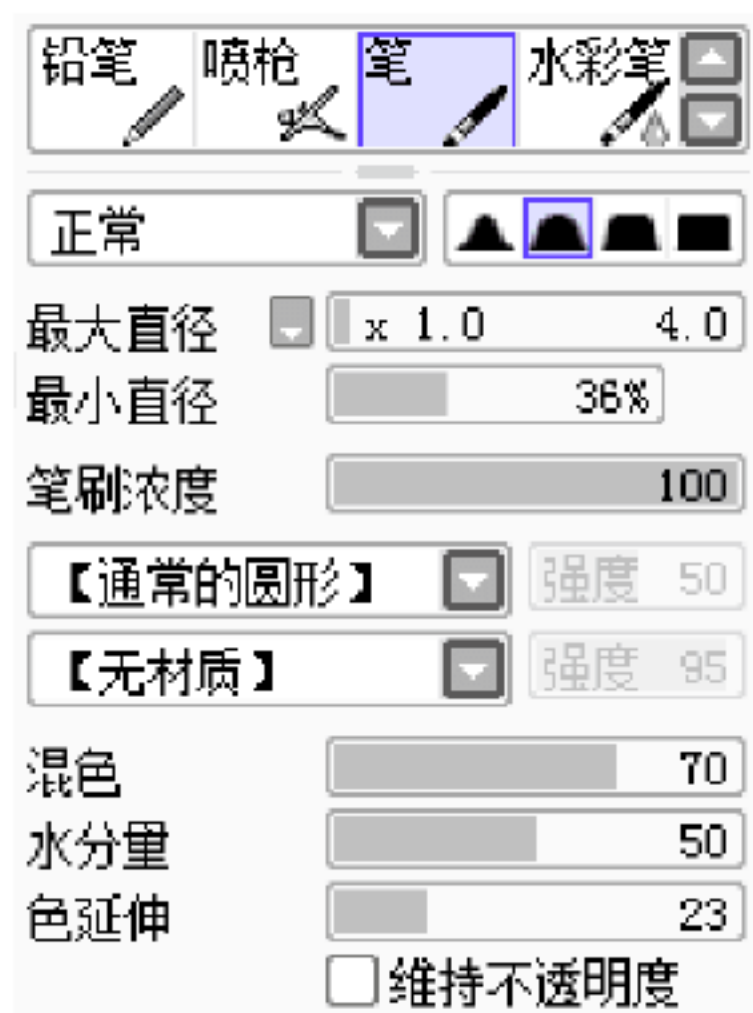 铅笔 喷枪 笔 水彩笔
正常
最大直径 x 1.0 4.0
最小直径 36%
笔刷浓度 100
【通常的圆形】 强度 50
【无材质】 强度 95
混色 70
水分量 50
色延伸 23
维持不透明度